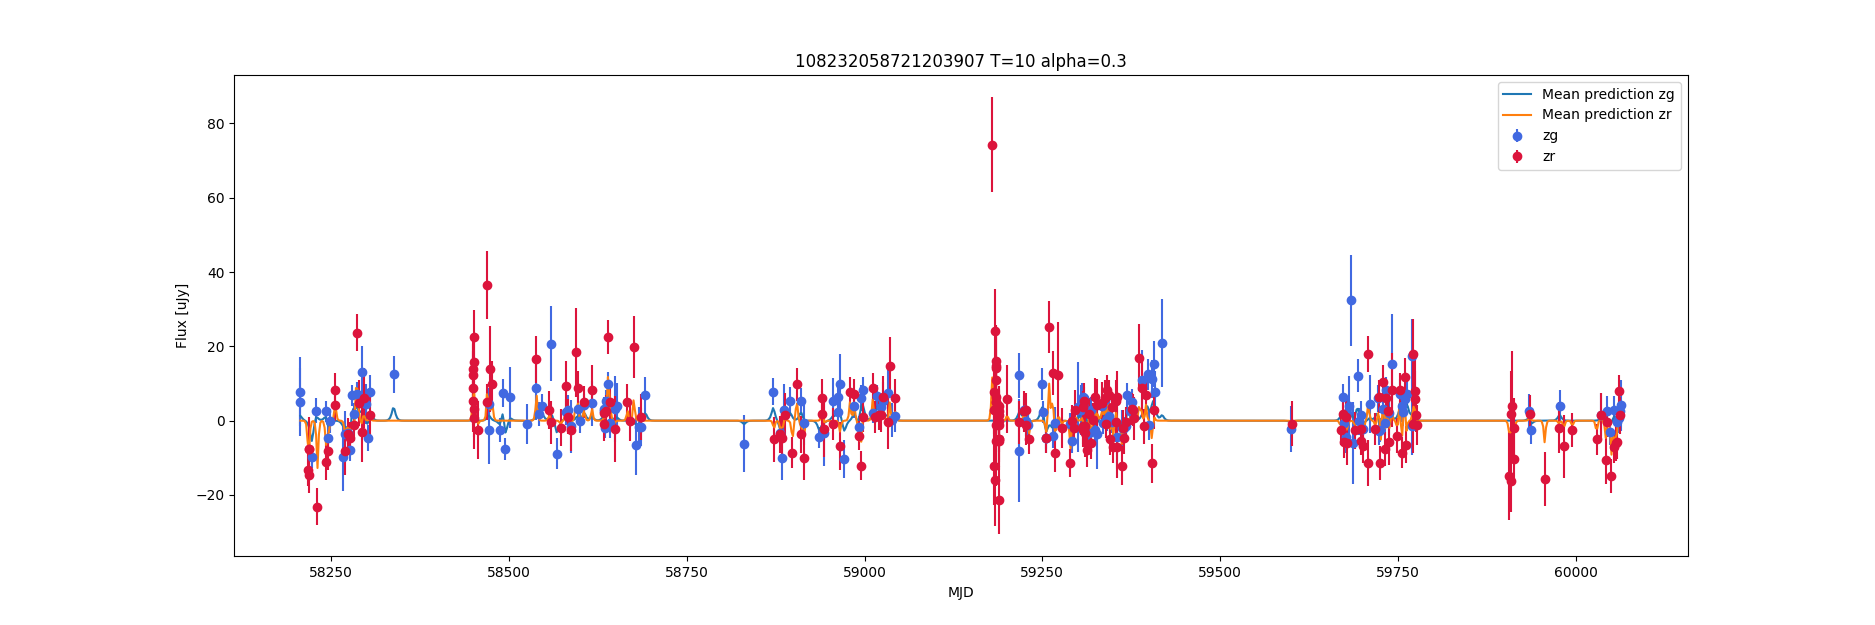 108232058721203907 T=10 alpha=0.3
Mean prediction zg
Mean prediction zr
zg
zr
Flux [uJy]
80
60
40
20
0
−20
58250 58500 58750 59000 59250 59500 59750 60000
MJD